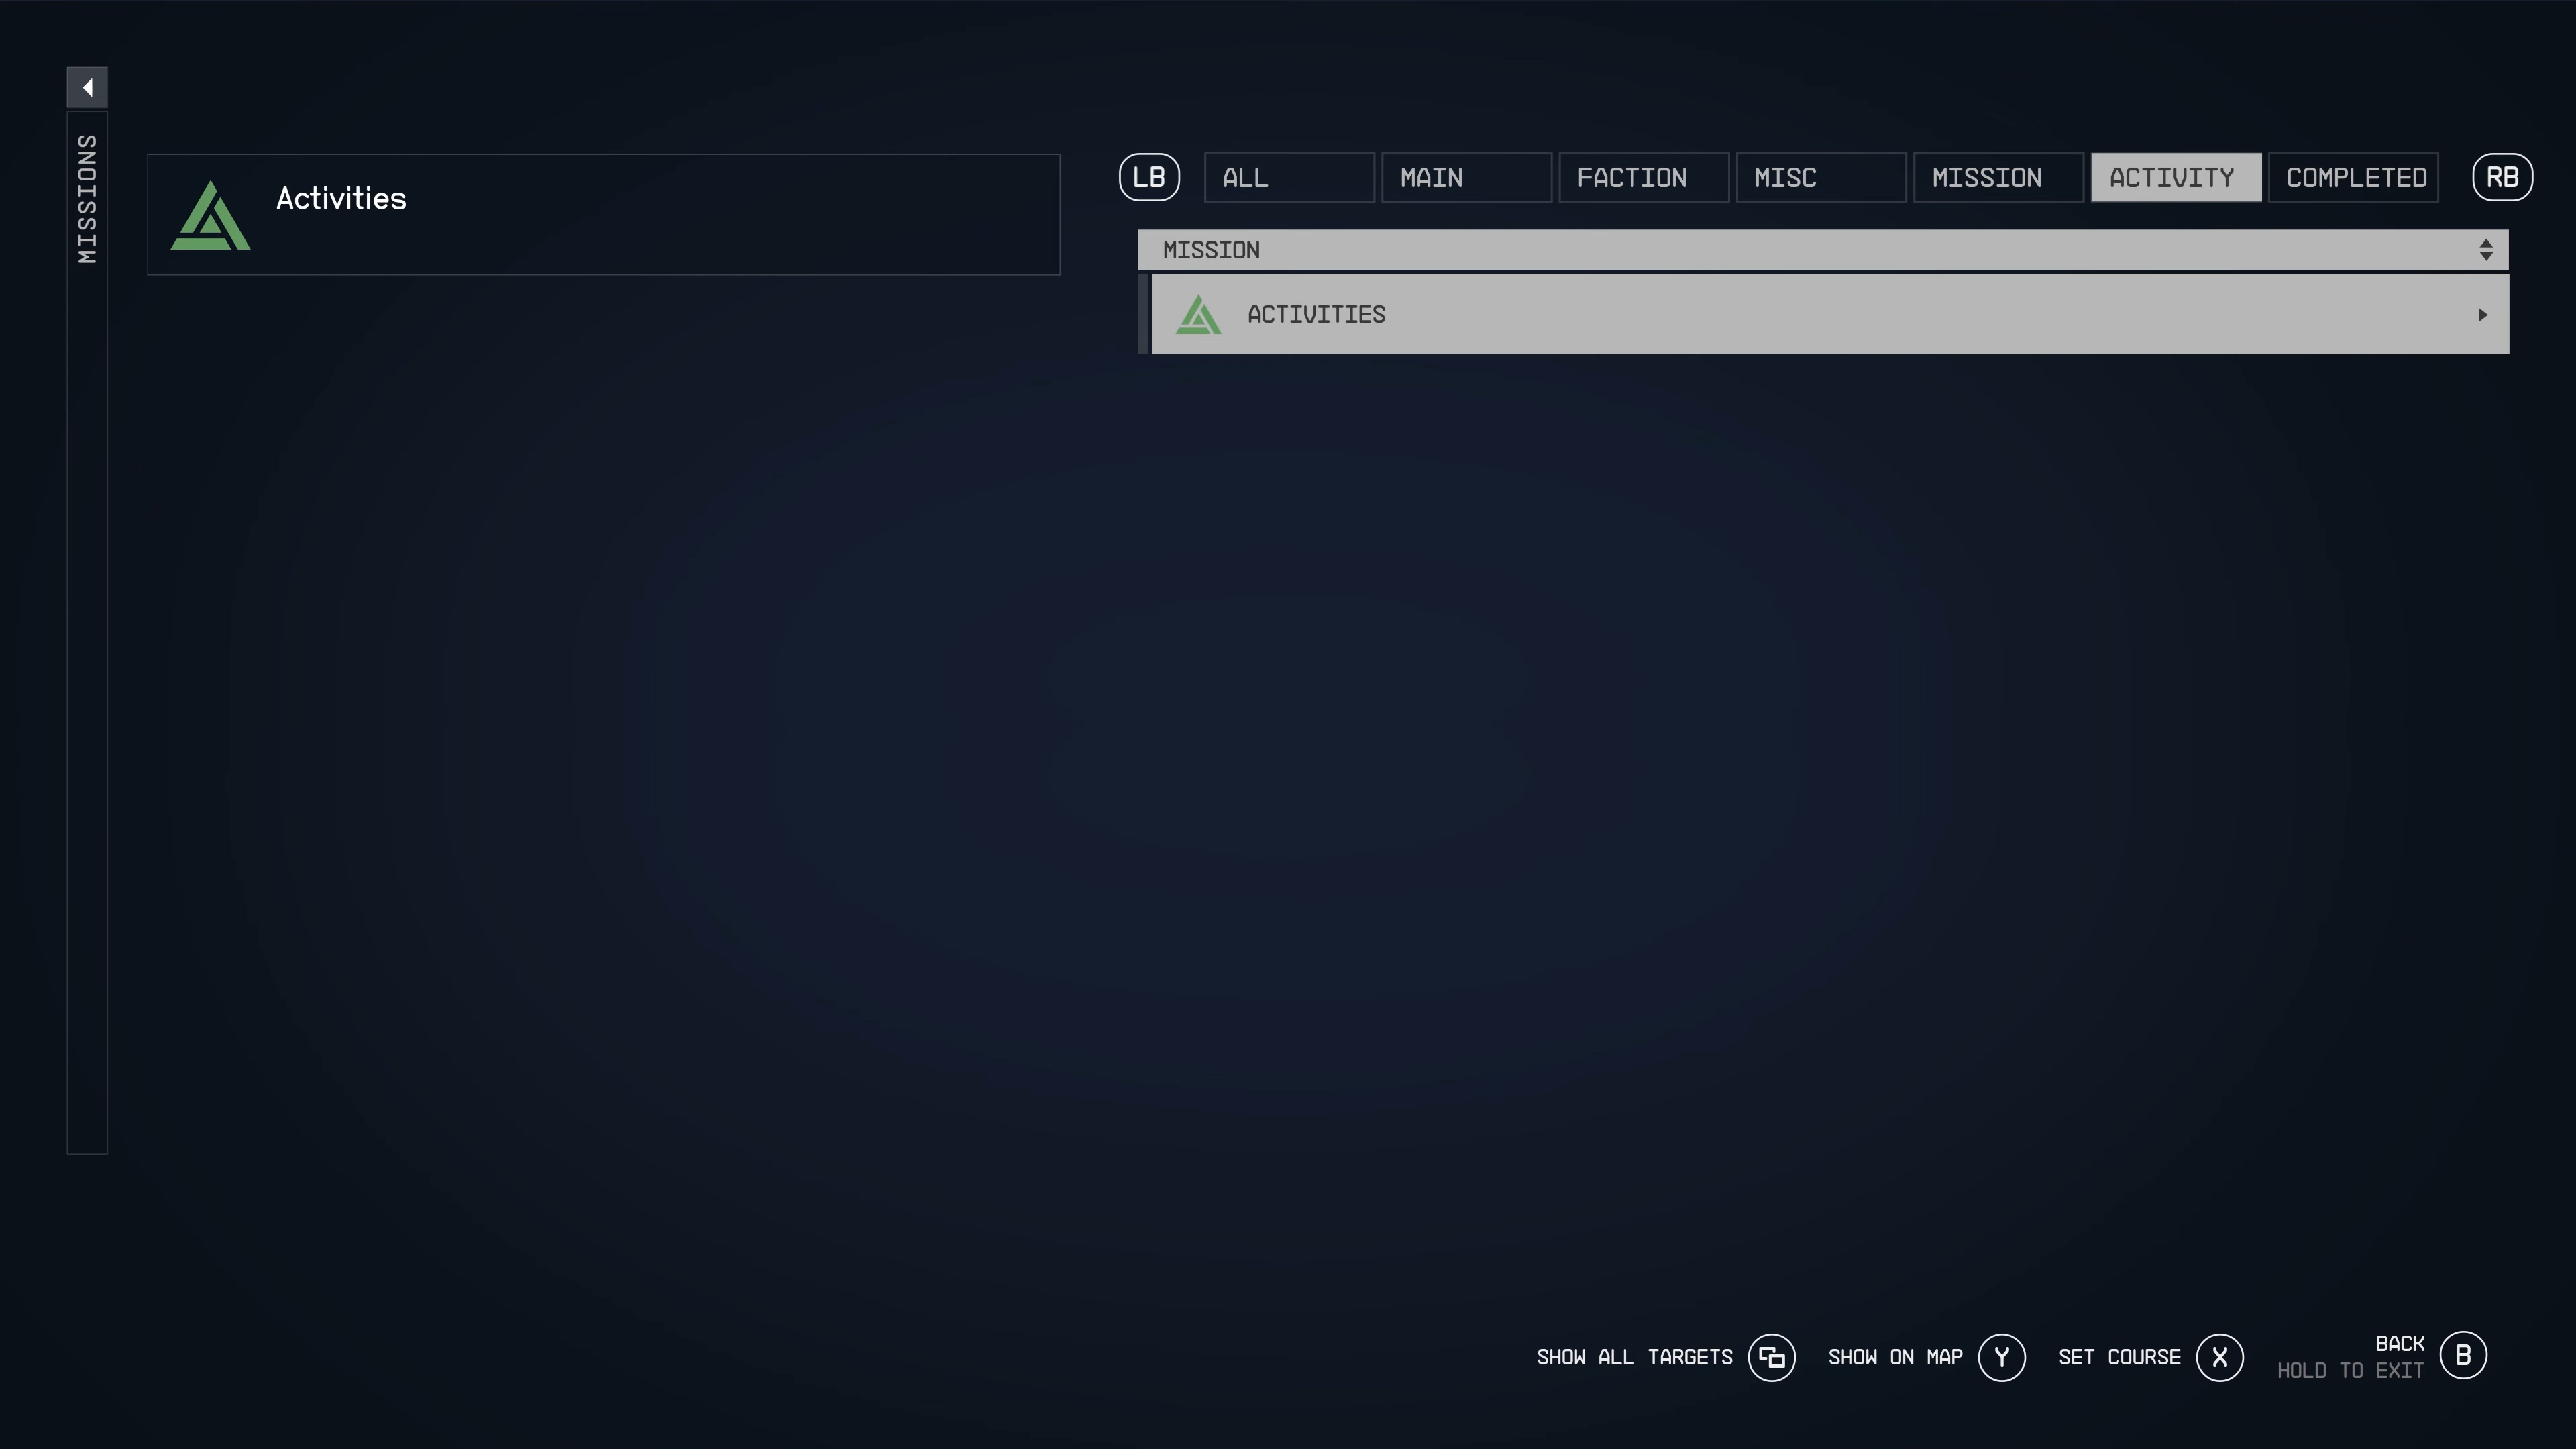 MISSIONS
Activities
LB ALL MAIN FACTION MISC MISSION ACTIVITY COMPLETED RB
MISSION
ACTIVITIES
SHOW ALL TARGETS SHOW ON MAP Y SET COURSE X BACK B
HOLD TO EXIT